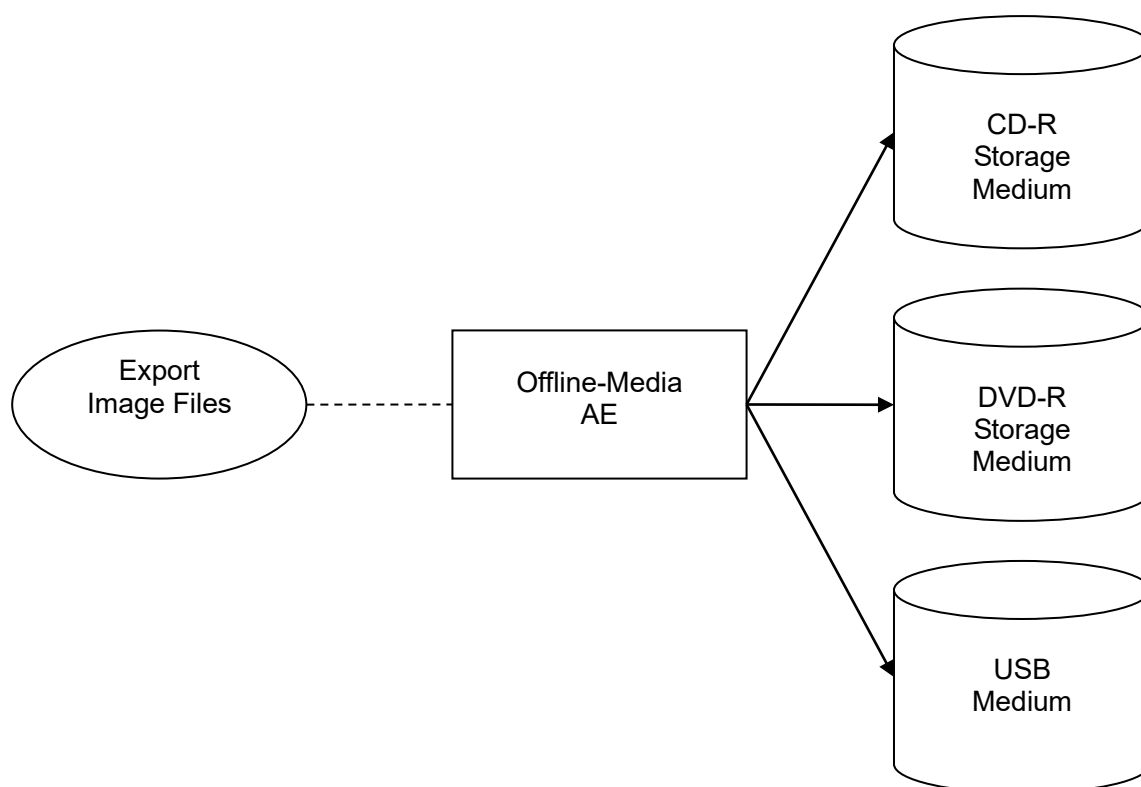 Export
Image Files
Offline-Media
AE
CD-R
Storage
Medium
DVD-R
Storage
Medium
USB
Medium